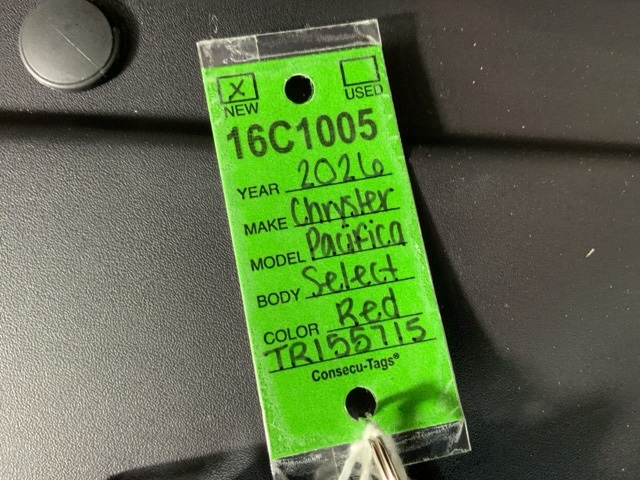 X
NEW USED
16C1005
YEAR 2026
MAKE Chrysler
MODEL Pacifica
BODY Select
COLOR Red
TR155715
Consecu-Tags®